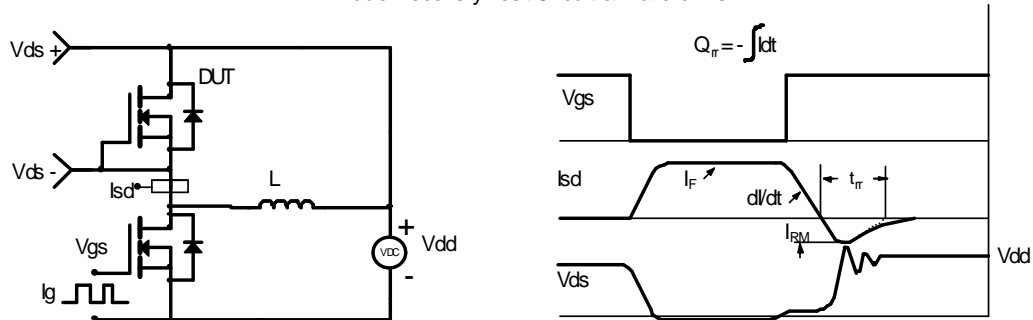 Vds +
DUT
Vds -
Isd
L
Vgs
Ig
VDC
+
-
Vdd
Qrr = - ∫Idt
Vgs
Isd
IF
dI/dt
trr
IRM
Vdd
Vds